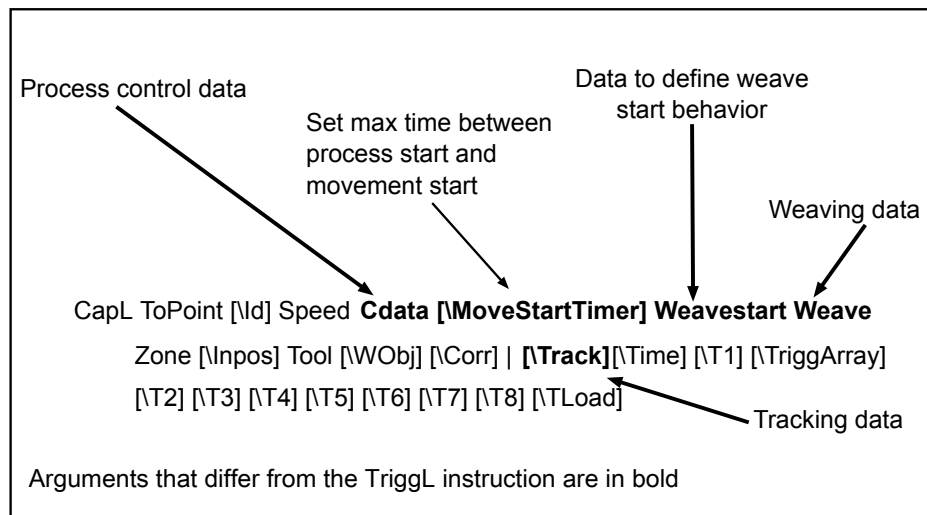 Process control data
Set max time between
process start and
movement start
Data to define weave
start behavior
Weaving data
CapL ToPoint [\Id] Speed Cdata [\MoveStartTimer] Weavestart Weave
Zone [\Inpos] Tool [\WObj] [\Corr] | [\Track][\Time] [\T1] [\TriggArray]
[\T2] [\T3] [\T4] [\T5] [\T6] [\T7] [\T8] [\TLoad]
Tracking data
Arguments that differ from the TriggL instruction are in bold